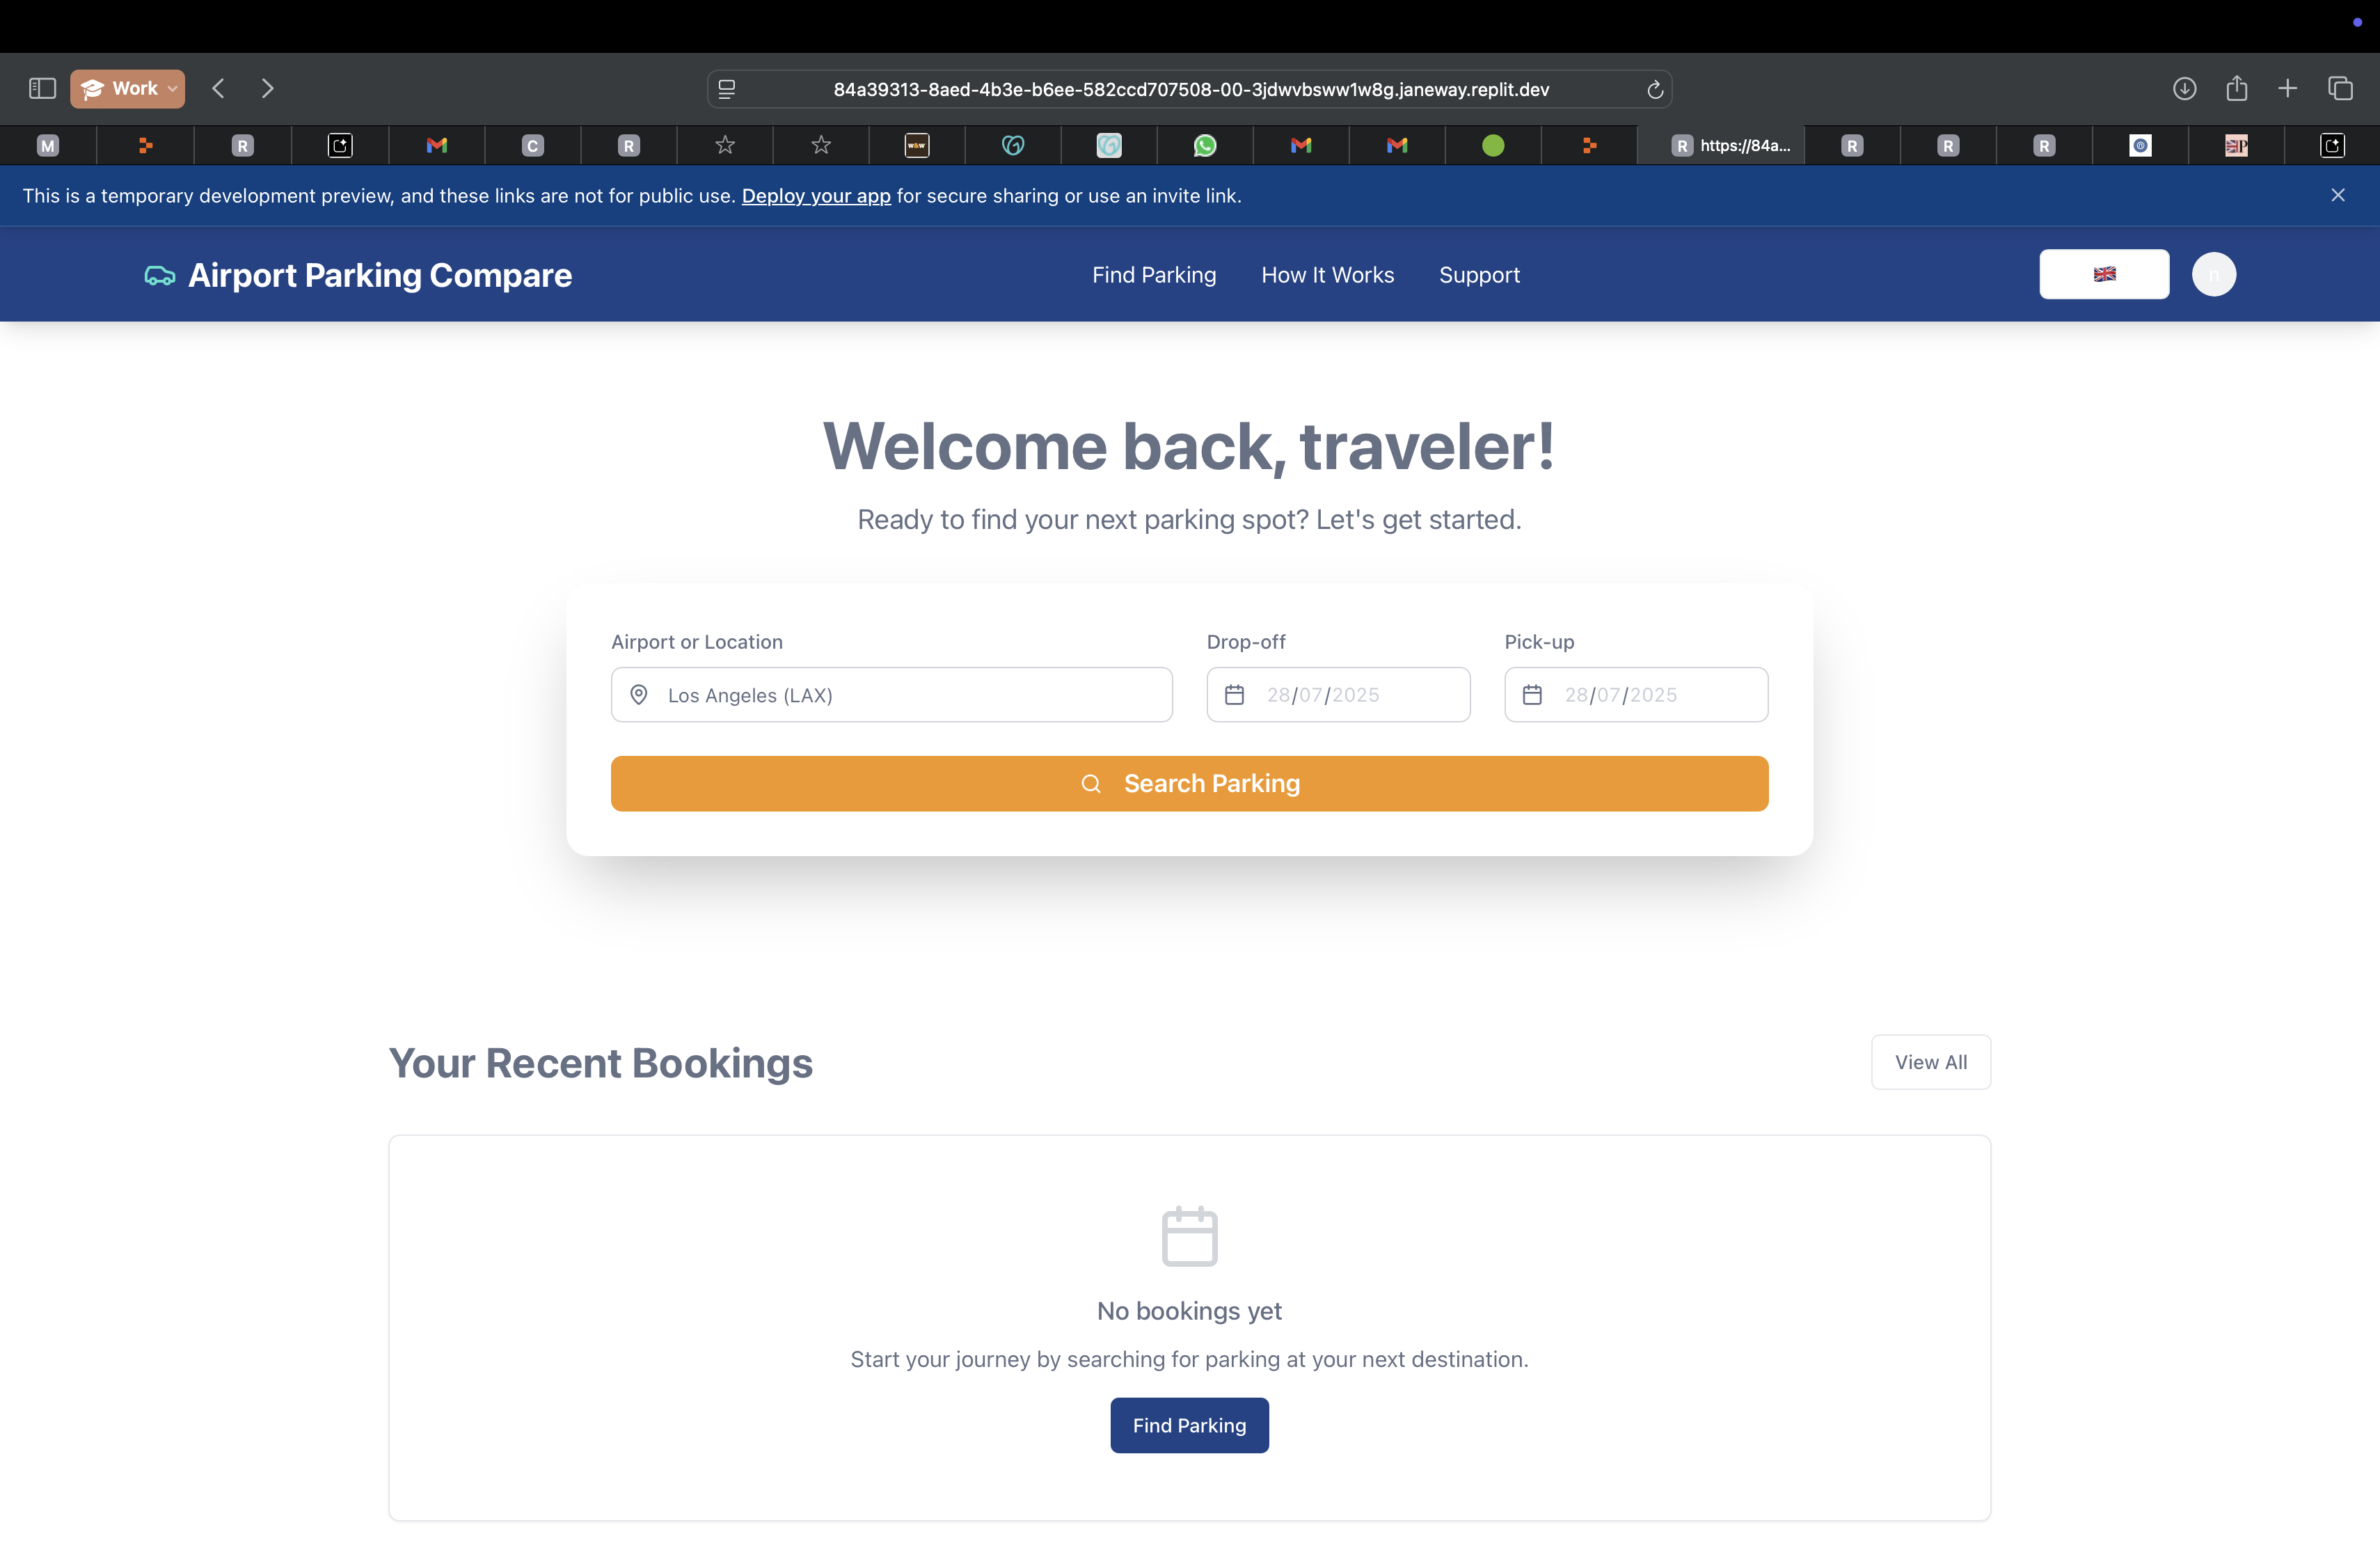 Work
84a39313-8aed-4b3e-b6ee-582ccd707508-00-3jdwvbsww1w8g.janeway.replit.dev
M
R
C
R
W&W
R https://84a...
R
R
R
P
This is a temporary development preview, and these links are not for public use. Deploy your app for secure sharing or use an invite link.
Airport Parking Compare
Find Parking
How It Works
Support
n
Welcome back, traveler!
Ready to find your next parking spot? Let's get started.
Airport or Location
Drop-off
Pick-up
Los Angeles (LAX)
28/07/2025
28/07/2025
Search Parking
Your Recent Bookings
View All
No bookings yet
Start your journey by searching for parking at your next destination.
Find Parking